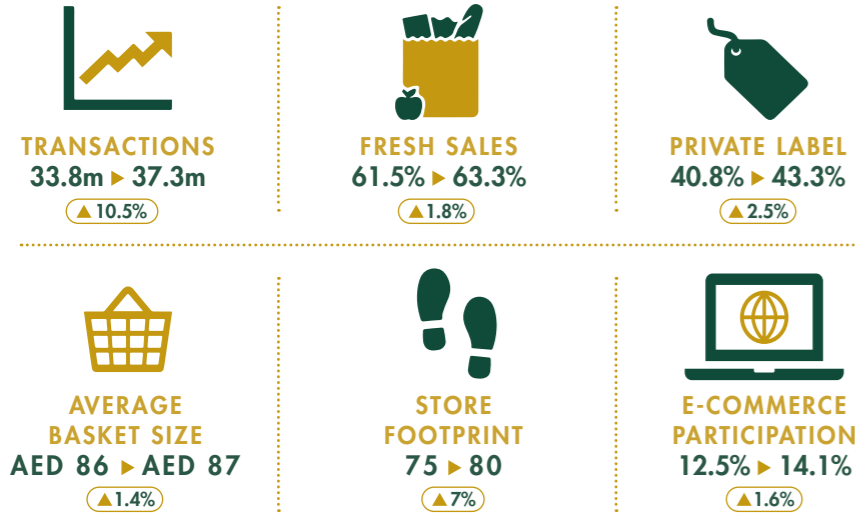 TRANSACTIONS
33.8m ▶ 37.3m
▲ 10.5%
FRESH SALES
61.5% ▶ 63.3%
▲ 1.8%
PRIVATE LABEL
40.8% ▶ 43.3%
▲ 2.5%
AVERAGE
BASKET SIZE
AED 86 ▶ AED 87
▲ 1.4%
STORE
FOOTPRINT
75 ▶ 80
▲ 7%
E-COMMERCE
PARTICIPATION
12.5% ▶ 14.1%
▲ 1.6%